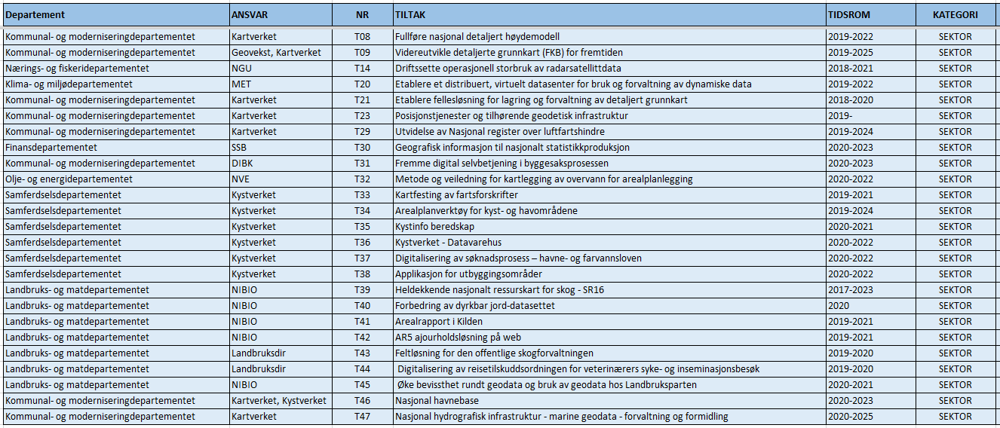 Departement ANSVAR NR TILTAK TIDSROM KATEGORI
Kommunal- og moderniseringdepartementet Kartverket T08 Fullføre nasjonal detaljert høydemodell 2019-2022 SEKTOR
Kommunal- og moderniseringdepartementet Geovekst, Kartverket T09 Videreutvikle detaljerte grunnkart (FKB) for fremtiden 2019-2025 SEKTOR
Nærings- og fiskeridepartementet NGU T14 Driftssette operasjonell storbruk av radarsatellittdata 2018-2021 SEKTOR
Klima- og miljødepartementet MET T20 Etablere et distribuert, virtuelt datasenter for bruk og forvaltning av dynamiske data 2019-2022 SEKTOR
Kommunal- og moderniseringdepartementet Kartverket T21 Etablere fellesløsning for lagring og forvaltning av detaljert grunnkart 2018-2020 SEKTOR
Kommunal- og moderniseringdepartementet Kartverket T23 Posisjonstjenester og tilhørende geodetisk infrastruktur 2019- SEKTOR
Kommunal- og moderniseringdepartementet Kartverket T29 Utvidelse av Nasjonal register over luftfartshindre 2019-2024 SEKTOR
Finansdepartementet SSB T30 Geografisk informasjon til nasjonalt statistikkproduksjon 2020-2023 SEKTOR
Kommunal- og moderniseringdepartementet DIBK T31 Fremme digital selvbetjening i byggesaksprosessen 2020-2023 SEKTOR
Olje- og energidepartementet NVE T32 Metode og veiledning for kartlegging av overvann for arealplanlegging 2020-2022 SEKTOR
Samferdselsdepartementet Kystverket T33 Kartfesting av fartsforskrifter 2019-2021 SEKTOR
Samferdselsdepartementet Kystverket T34 Arealplanverktøy for kyst- og havområdene 2019-2024 SEKTOR
Samferdselsdepartementet Kystverket T35 Kystinfo beredskap 2020-2021 SEKTOR
Samferdselsdepartementet Kystverket T36 Kystverket - Datavarehus 2020-2022 SEKTOR
Samferdselsdepartementet Kystverket T37 Digitalisering av søknadsprosess – havne- og farvannsloven 2020-2022 SEKTOR
Samferdselsdepartementet Kystverket T38 Applikasjon for utbyggingsområder 2020-2022 SEKTOR
Landbruks- og matdepartementet NIBIO T39 Heldekkende nasjonalt ressurskart for skog - SR16 2017-2023 SEKTOR
Landbruks- og matdepartementet NIBIO T40 Forbedring av dyrkbar jord-datasettet 2020 SEKTOR
Landbruks- og matdepartementet NIBIO T41 Arealrapport i Kilden 2019-2021 SEKTOR
Landbruks- og matdepartementet NIBIO T42 AR5 ajourholdsløsning på web 2019-2021 SEKTOR
Landbruks- og matdepartementet Landbruksdir T43 Feltløsning for den offentlige skogforvaltningen 2019-2020 SEKTOR
Landbruks- og matdepartementet Landbruksdir T44 Digitalisering av reisetilskuddsordningen for veterinærers syke- og inseminasjonsbesøk 2019-2020 SEKTOR
Landbruks- og matdepartementet NIBIO T45 Øke bevissthet rundt geodata og bruk av geodata hos Landbruksparten 2020-2021 SEKTOR
Kommunal- og moderniseringdepartementet Kartverket, Kystverket T46 Nasjonal havnebase 2020-2023 SEKTOR
Kommunal- og moderniseringdepartementet Kartverket T47 Nasjonal hydrografisk infrastruktur - marine geodata - forvaltning og formidling 2020-2025 SEKTOR